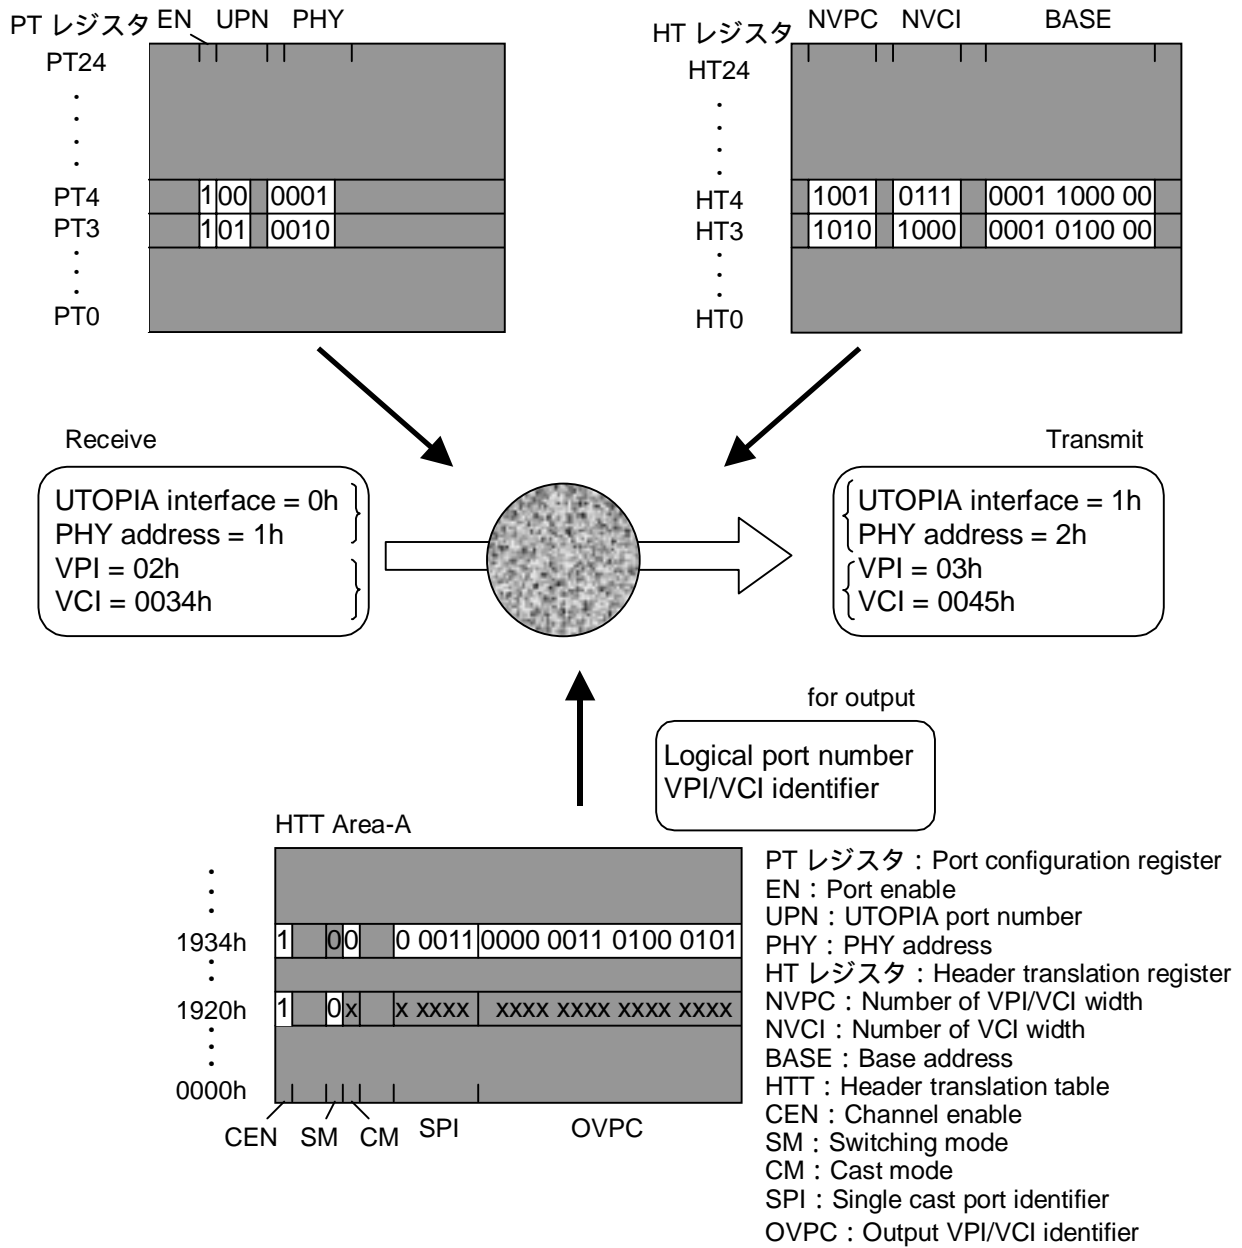 PT レジスタ EN UPN PHY
PT24
PT4 1 00 0001
PT3 1 01 0010
PT0
HT レジスタ NVPC NVCI BASE
HT24
HT4 1001 0111 0001 1000 00
HT3 1010 1000 0001 0100 00
HT0
Receive
UTOPIA interface = 0h
PHY address = 1h
VPI = 02h
VCI = 0034h
Transmit
UTOPIA interface = 1h
PHY address = 2h
VPI = 03h
VCI = 0045h
for output
Logical port number
VPI/VCI identifier
HTT Area-A
1934h 1 0 0 0 0011 0000 0011 0100 0101
1920h 1 0 x x xxxx xxxx xxxx xxxx xxxx
0000h
CEN SM CM SPI OVPC
PT レジスタ：Port configuration register
EN：Port enable
UPN：UTOPIA port number
PHY：PHY address
HT レジスタ：Header translation register
NVPC：Number of VPI/VCI width
NVCI：Number of VCI width
BASE：Base address
HTT：Header translation table
CEN：Channel enable
SM：Switching mode
CM：Cast mode
SPI：Single cast port identifier
OVPC：Output VPI/VCI identifier